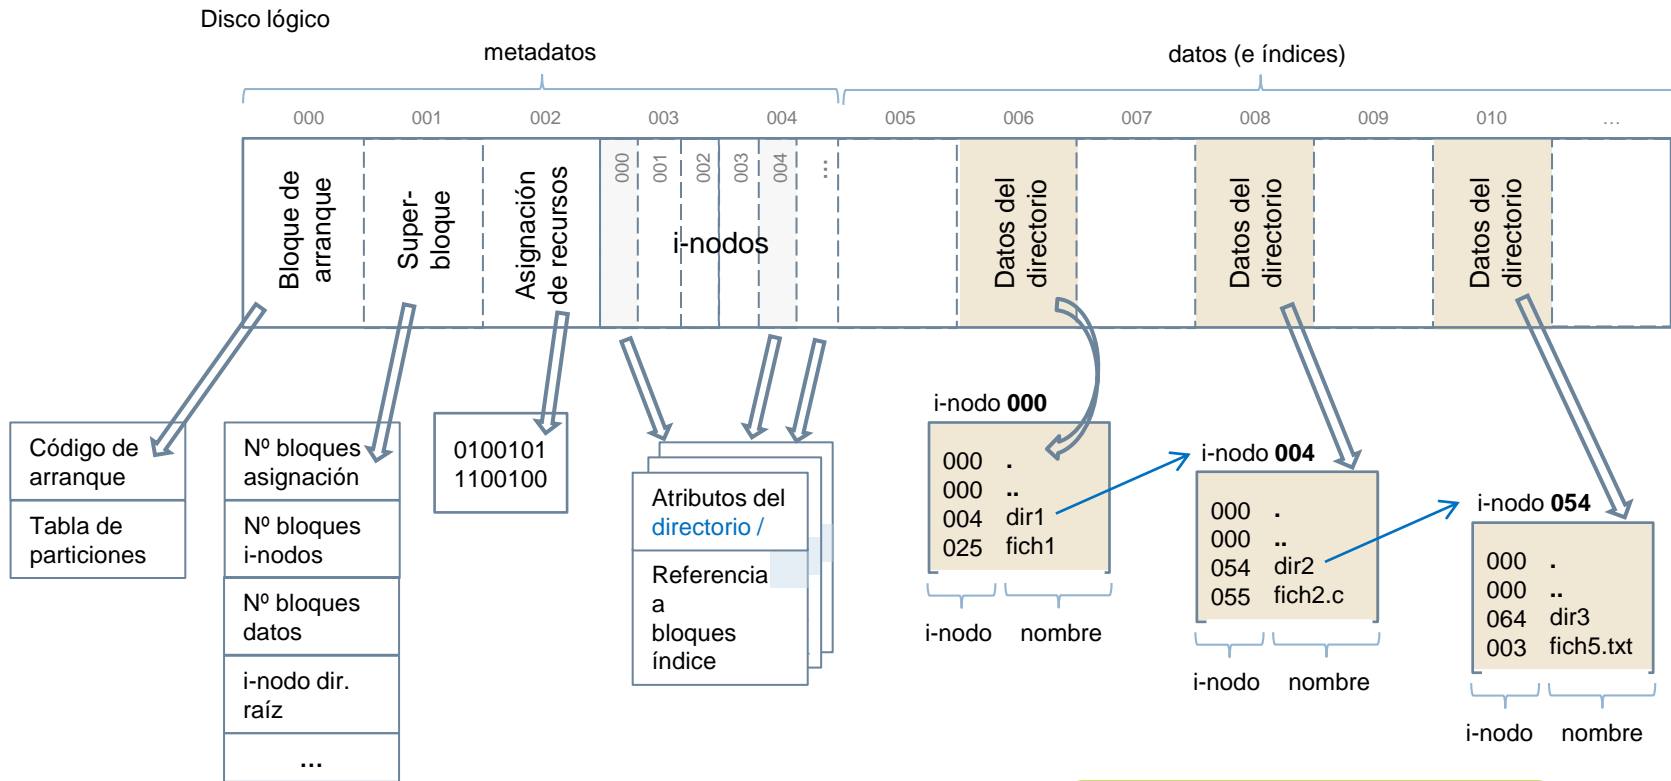 Disco lógico
metadatos
datos (e índices)
000 001 002 003 004 005 006 007 008 009 010 ...
Bloque de
arranque
Super-
bloque
Asignación
de recursos
000 001 002 003 004 ...
i-nodos
Datos del
directorio
Datos del
directorio
Datos del
directorio
Código de
arranque
Tabla de
particiones
Nº bloques
asignación
Nº bloques
i-nodos
Nº bloques
datos
i-nodo dir.
raíz
...
0100101
1100100
Atributos del
directorio /
Referencia
a
bloques
índice
i-nodo 000
000 .
000 ..
004 dir1
025 fich1
i-nodo nombre
i-nodo 004
000 .
000 ..
054 dir2
055 fich2.c
i-nodo nombre
i-nodo 054
000 .
000 ..
064 dir3
003 fich5.txt
i-nodo nombre